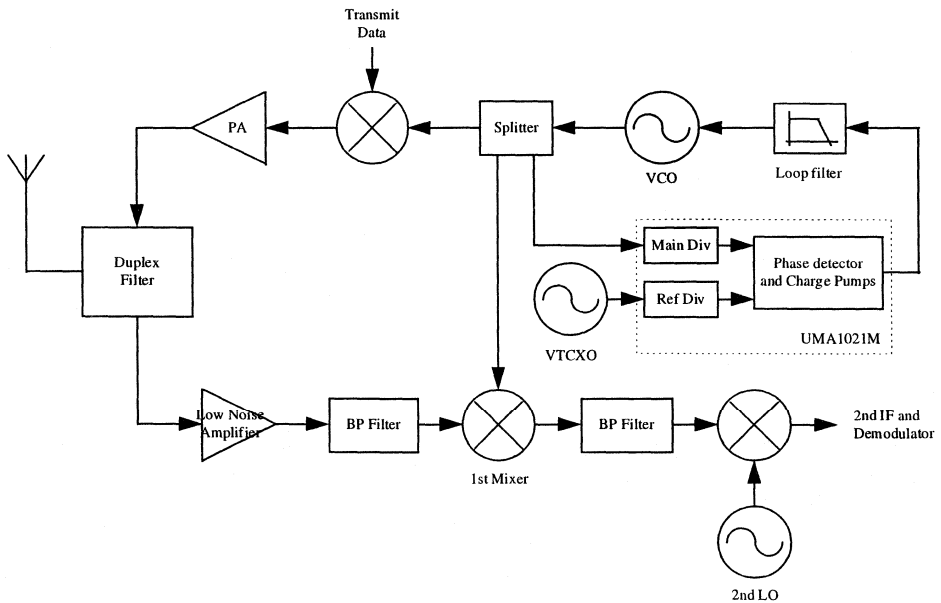 Transmit
Data
PA
Splitter
VCO
Loop filter
Duplex
Filter
Main Div
Ref Div
Phase detector
and Charge Pumps
UMA1021M
VTCXO
Low Noise
Amplifier
BP Filter
1st Mixer
BP Filter
2nd IF and
Demodulator
2nd LO